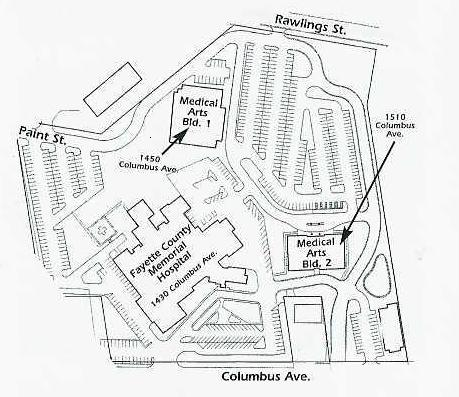 Rawlings St.
Medical
Arts
Bld. 1
1510
Columbus
Ave.
Paint St.
1450
Columbus Ave.
Fayette County
Memorial
Hospital
1430 Columbus Ave.
Medical
Arts
Bld. 2
Columbus Ave.